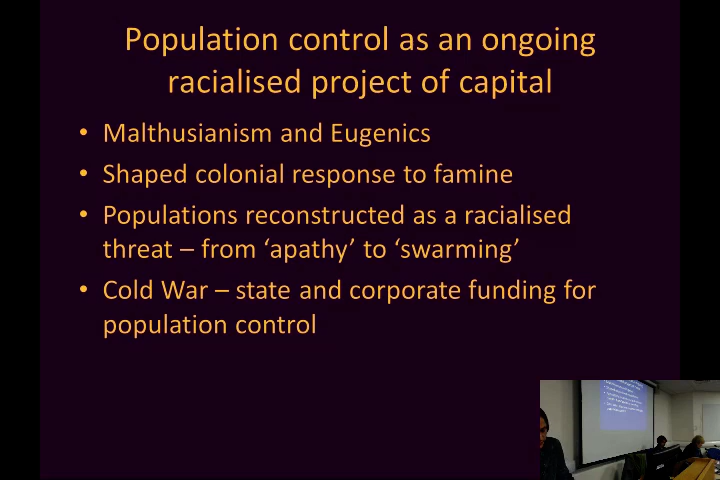 Population control as an ongoing
racialised project of capital
• Malthusianism and Eugenics
• Shaped colonial response to famine
• Populations reconstructed as a racialised
threat – from ‘apathy’ to ‘swarming’
• Cold War – state and corporate funding for
population control